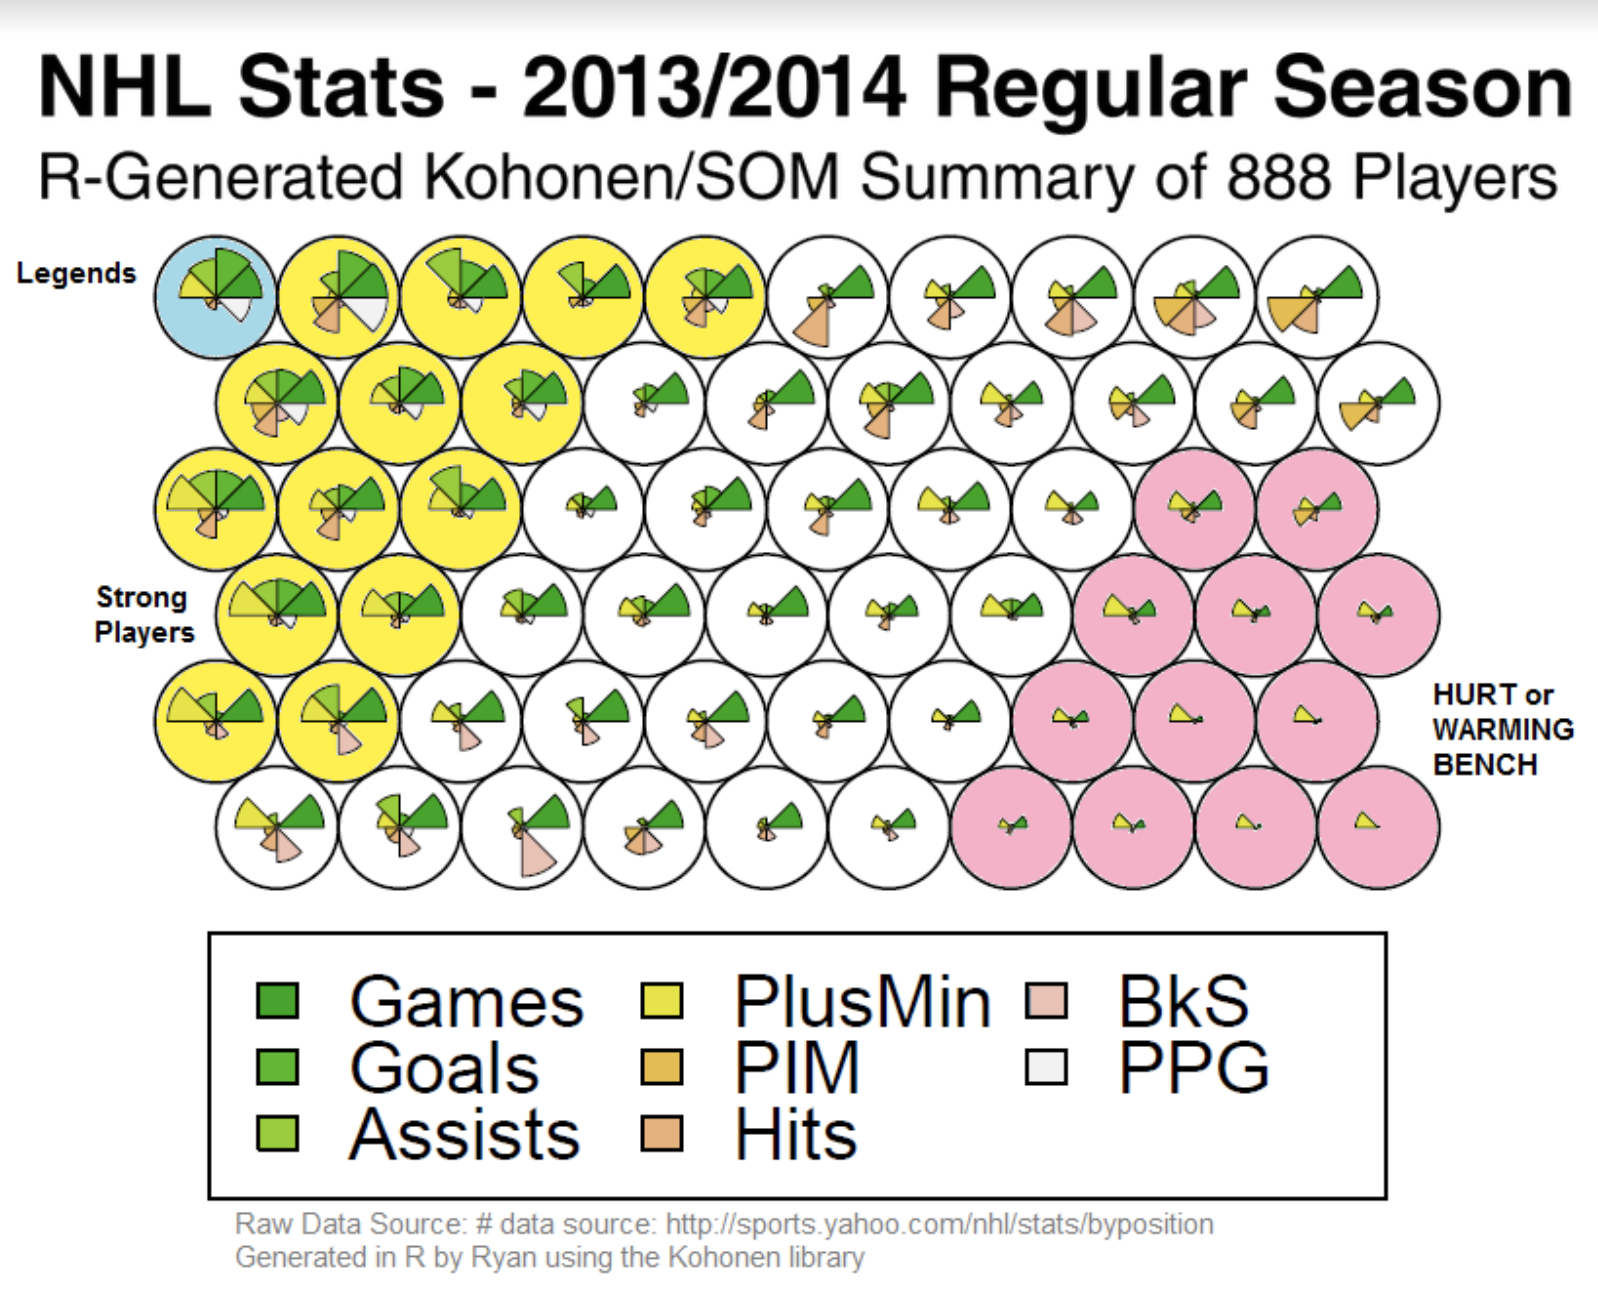 NHL Stats - 2013/2014 Regular Season
R-Generated Kohonen/SOM Summary of 888 Players
Legends
Strong
Players
HURT or
WARMING
BENCH
Games
PlusMin
BkS
Goals
PIM
PPG
Assists
Hits
Raw Data Source: # data source: http://sports.yahoo.com/nhl/stats/byposition
Generated in R by Ryan using the Kohonen library